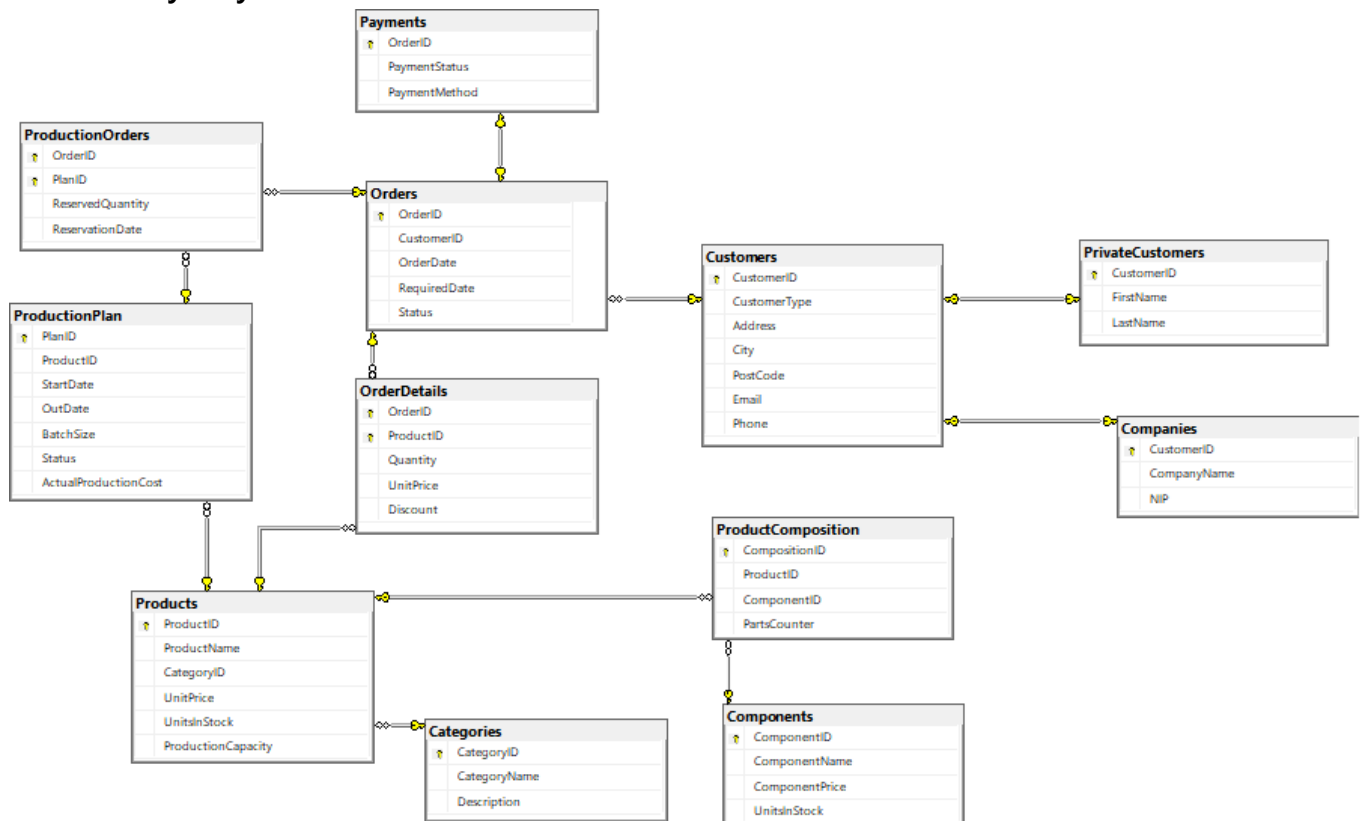 Payments
OrderID
PaymentStatus
PaymentMethod
ProductionOrders
OrderID
PlanID
ReservedQuantity
ReservationDate
Orders
OrderID
CustomerID
OrderDate
RequiredDate
Status
Customers
CustomerID
CustomerType
Address
City
PostCode
Email
Phone
PrivateCustomers
CustomerID
FirstName
LastName
ProductionPlan
PlanID
ProductID
StartDate
OutDate
BatchSize
Status
ActualProductionCost
OrderDetails
OrderID
ProductID
Quantity
UnitPrice
Discount
Companies
CustomerID
CompanyName
NIP
ProductComposition
CompositionID
ProductID
ComponentID
PartsCounter
Products
ProductID
ProductName
CategoryID
UnitPrice
UnitsInStock
ProductionCapacity
Categories
CategoryID
CategoryName
Description
Components
ComponentID
ComponentName
ComponentPrice
UnitsInStock